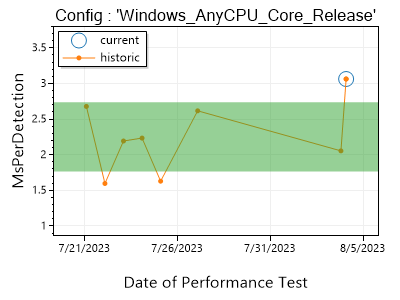 Config : 'Windows_AnyCPU_Core_Release'
current
historic
3.5
3
2.5
2
1.5
1
MsPerDetection
7/21/2023
7/26/2023
7/31/2023
8/5/2023
Date of Performance Test